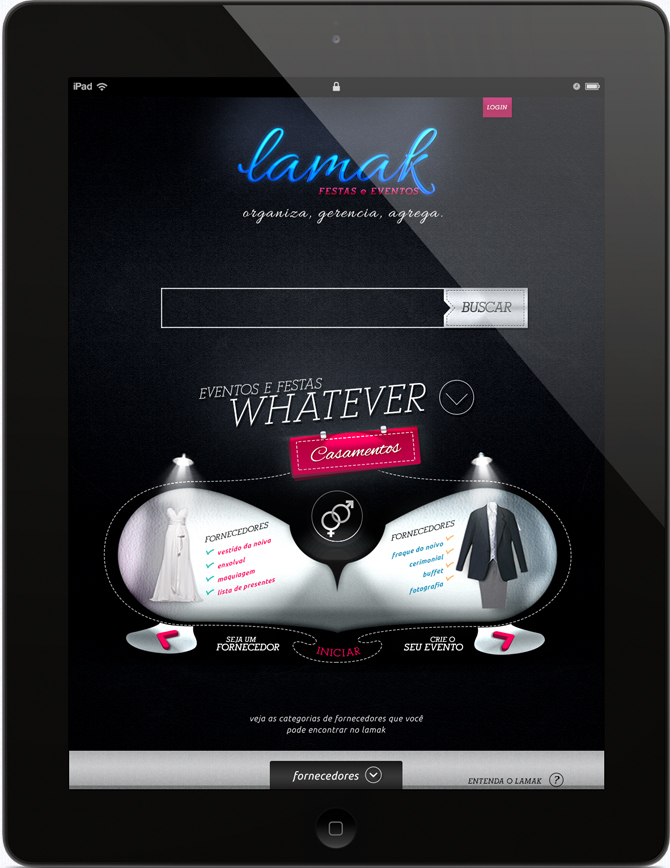 iPad
LOGIN
lamak
FESTAS e EVENTOS
organiza, gerencia, agrega.
BUSCAR
EVENTOS E FESTAS
WHATEVER
Casamentos
FORNECEDORES
vestido da noiva
enxolval
maquiagem
lista de presentes
FORNECEDORES
fraque do noivo
cerimonial
buffet
fotografia
SEJA UM
FORNECEDOR
INICIAR
CRIE O
SEU EVENTO
veja as categorias de fornecedores que você
pode encontrar no lamak
fornecedores
ENTENDA O LAMAK ?